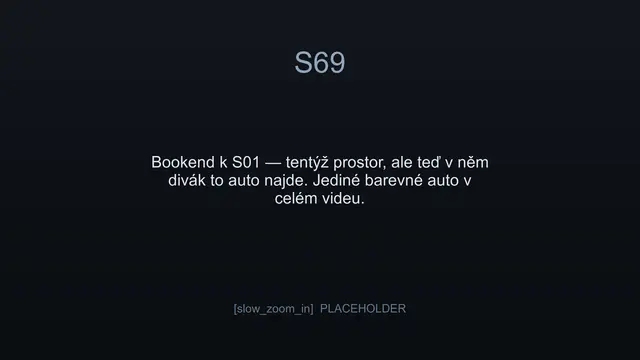 S69
Bookend k S01 — tentýž prostor, ale teď v něm
divák to auto najde. Jediné barevné auto v
celém videu.
[slow_zoom_in]  PLACEHOLDER